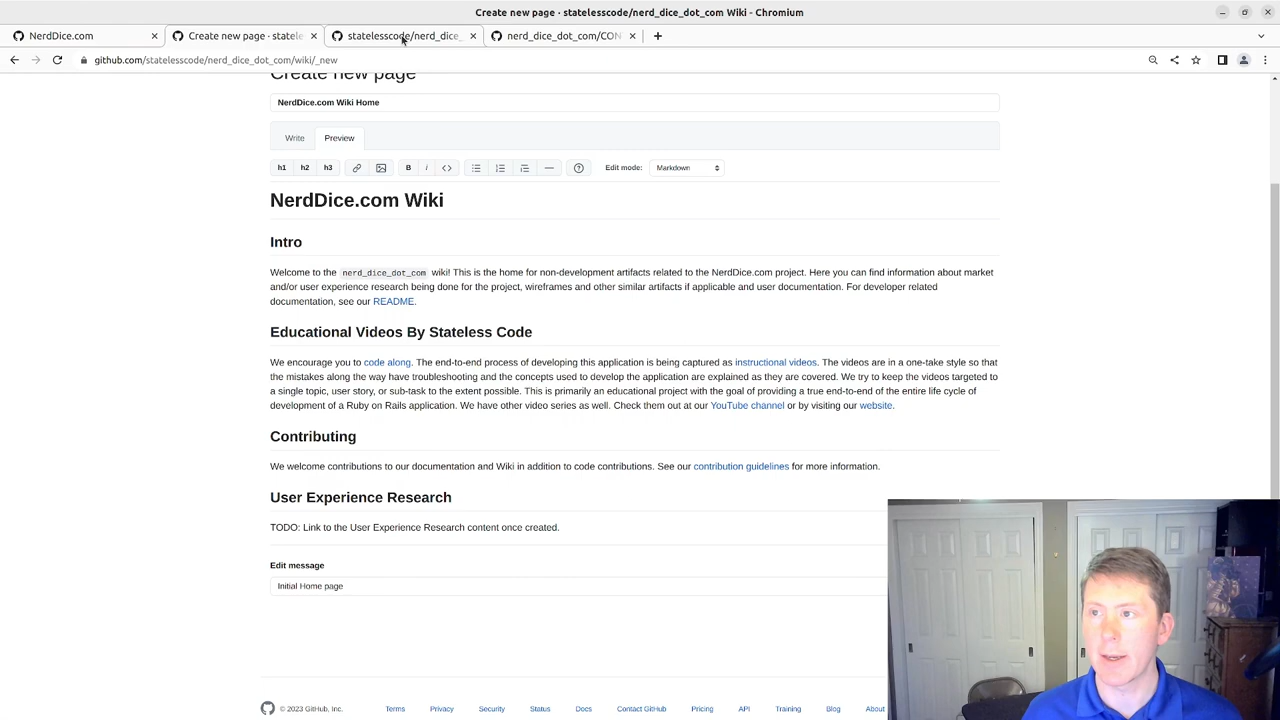 Create new page · statelesscode/nerd_dice_dot_com Wiki - Chromium
NerdDice.com
Create new page · statele
statelesscode/nerd_dice_
nerd_dice_dot_com/CON
github.com/statelesscode/nerd_dice_dot_com/wiki/_new
Create new page
NerdDice.com Wiki Home
Write
Preview
h1 h2 h3 B i <> Edit mode: Markdown
NerdDice.com Wiki
Intro
Welcome to the nerd_dice_dot_com wiki! This is the home for non-development artifacts related to the NerdDice.com project. Here you can find information about market
and/or user experience research being done for the project, wireframes and other similar artifacts if applicable and user documentation. For developer related
documentation, see our README.
Educational Videos By Stateless Code
We encourage you to code along. The end-to-end process of developing this application is being captured as instructional videos. The videos are in a one-take style so that
the mistakes along the way have troubleshooting and the concepts used to develop the application are explained as they are covered. We try to keep the videos targeted to
a single topic, user story, or sub-task to the extent possible. This is primarily an educational project with the goal of providing a true end-to-end of the entire life cycle of
development of a Ruby on Rails application. We have other video series as well. Check them out at our YouTube channel or by visiting our website.
Contributing
We welcome contributions to our documentation and Wiki in addition to code contributions. See our contribution guidelines for more information.
User Experience Research
TODO: Link to the User Experience Research content once created.
Edit message
Initial Home page
© 2023 GitHub, Inc. Terms Privacy Security Status Docs Contact GitHub Pricing API Training Blog About